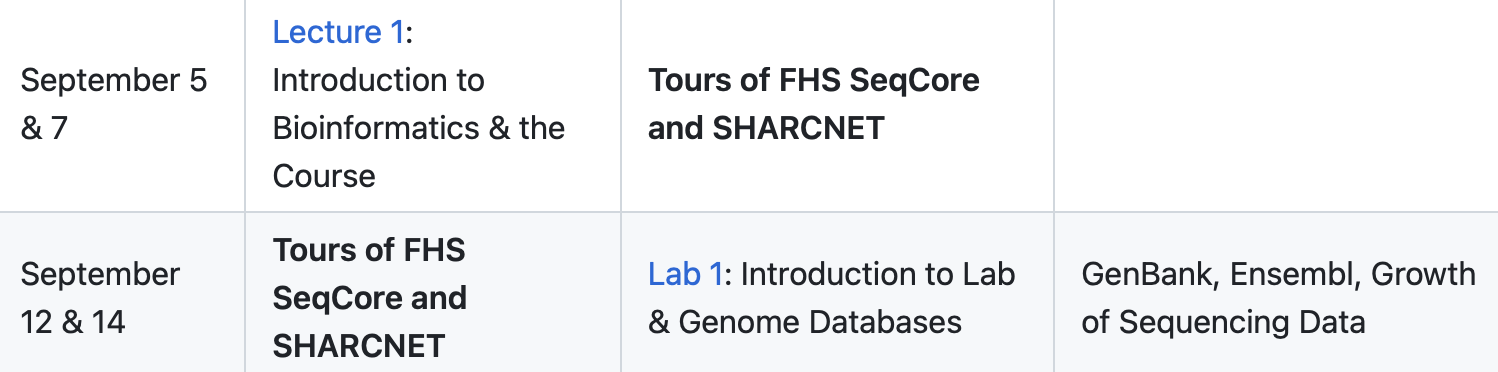 September 5
& 7
Lecture 1:
Introduction to
Bioinformatics & the
Course
Tours of FHS SeqCore
and SHARCNET
September
12 & 14
Tours of FHS
SeqCore and
SHARCNET
Lab 1: Introduction to Lab
& Genome Databases
GenBank, Ensembl, Growth
of Sequencing Data